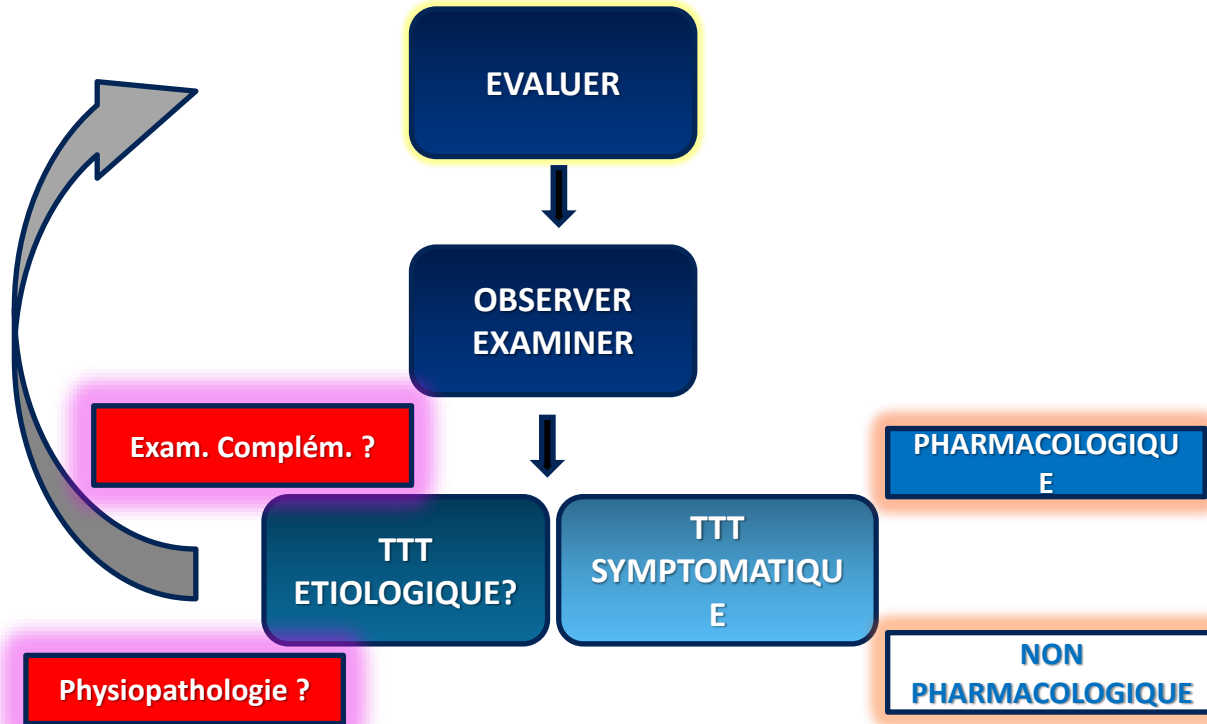 EVALUER
OBSERVER
EXAMINER
Exam. Complém. ?
PHARMACOLOGIQU
E
TTT
ETIOLOGIQUE?
TTT
SYMPTOMATIQU
E
Physiopathologie ?
NON
PHARMACOLOGIQUE